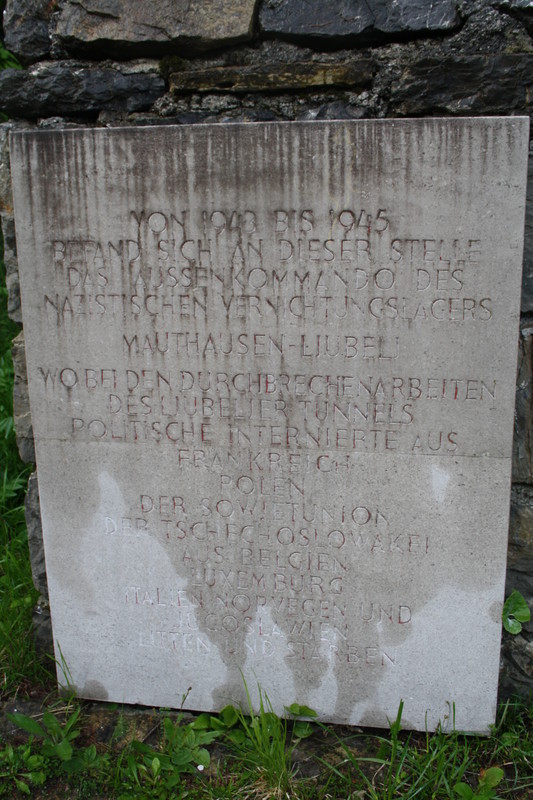 VON 1943 BIS 1945
BEFAND SICH AN DIESER STELLE
DAS AUSSENKOMMANDO DES
NAZISTISCHEN VERNICHTUNGSLAGERS
MAUTHAUSEN-LJUBELJ
WO BEI DEN DURCHBRECHENARBEITEN
DES LJUBELIER TUNNELS
POLITISCHE INTERNIERTE AUS
FRANKREICH
POLEN
DER SOWIETUNION
DER TSCHECHOSLOWAKEI
AUS BELGIEN
LUXEMBURG
ITALIEN NORWEGEN UND
JUGOSLAWIEN
LITTEN UND STARBEN